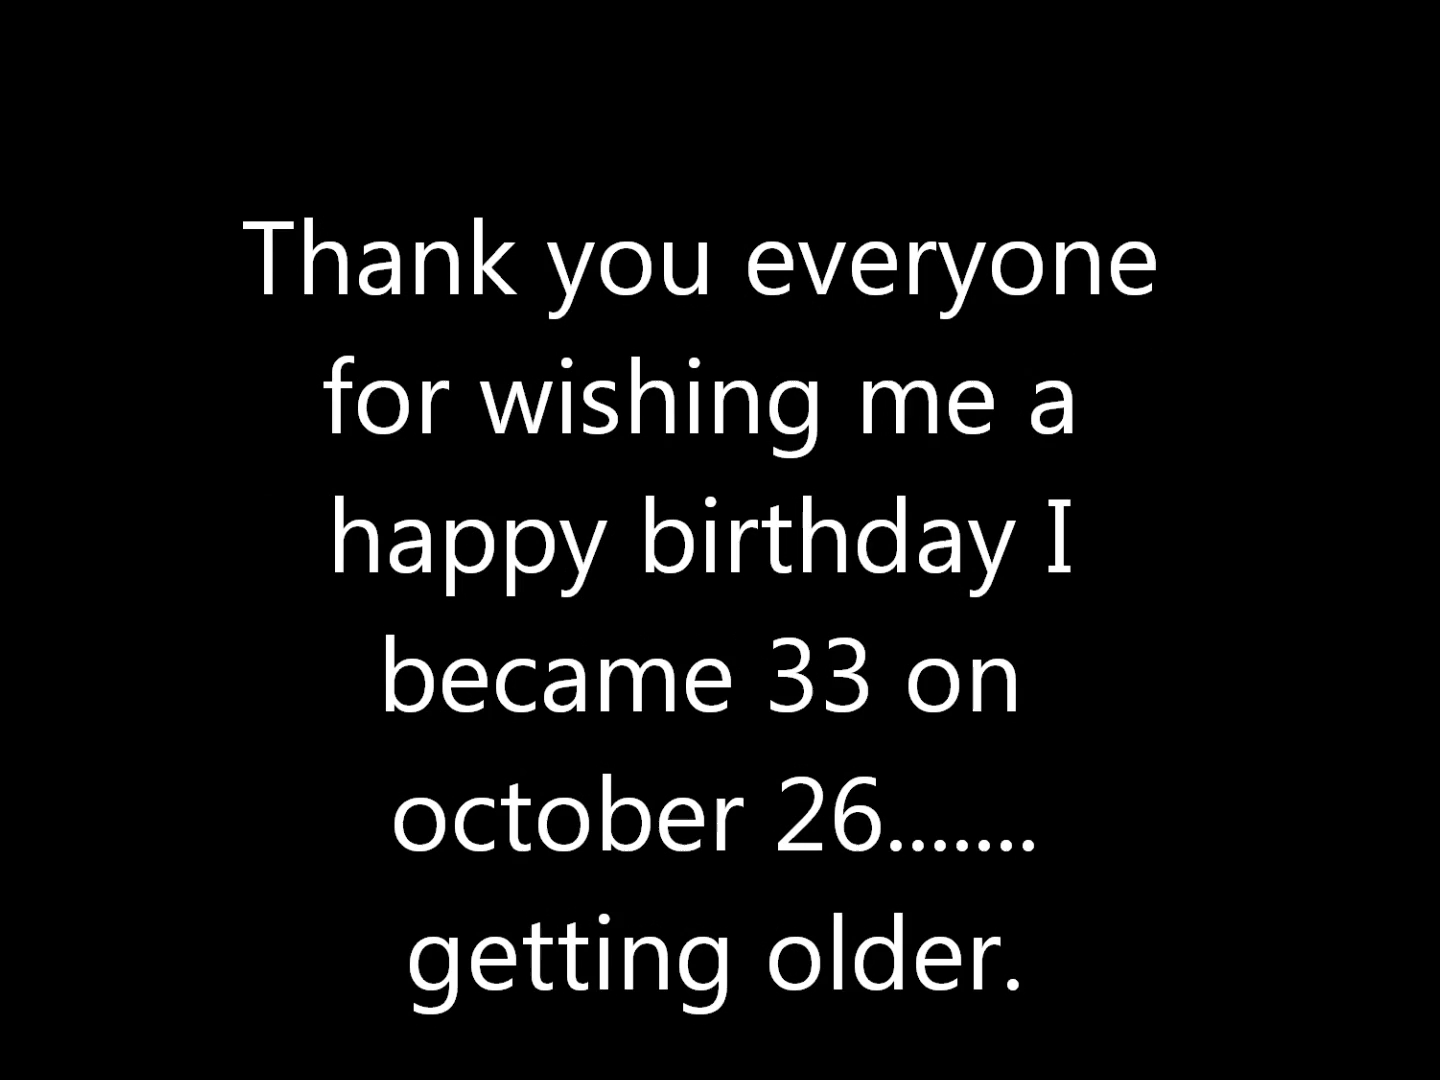 Thank you everyone
for wishing me a
happy birthday I
became 33 on
october 26.......
getting older.